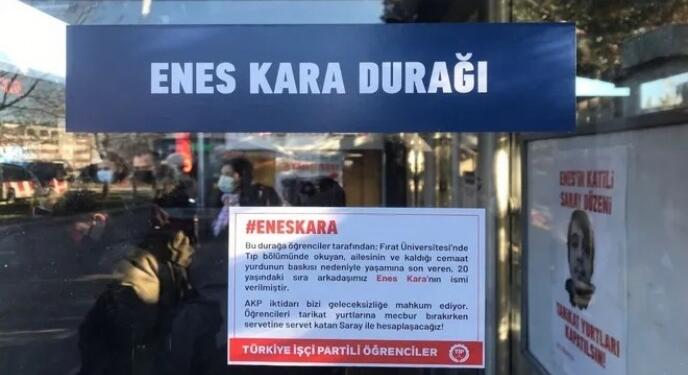 ENES KARA DURAĞI
#ENESKARA
Bu durağa öğrenciler tarafından; Fırat Üniversitesi'nde
Tıp bölümünde okuyan, ailesinin ve kaldığı cemaat
yurdunun baskısı nedeniyle yaşamına son veren, 20
yaşındaki sıra arkadaşımız Enes Kara'nın ismi
verilmiştir.
AKP iktidarı bizi geleceksizliğe mahkum ediyor.
Öğrencileri tarikat yurtlarına mecbur bırakırken
servetine servet katan Saray ile hesaplaşacağız!
TÜRKİYE İŞÇİ PARTİLİ ÖĞRENCİLER
TİP
ENES'İN KATİLİ
SARAY DÜZENİ
TARİKAT YURTLARI
KAPATILSIN!